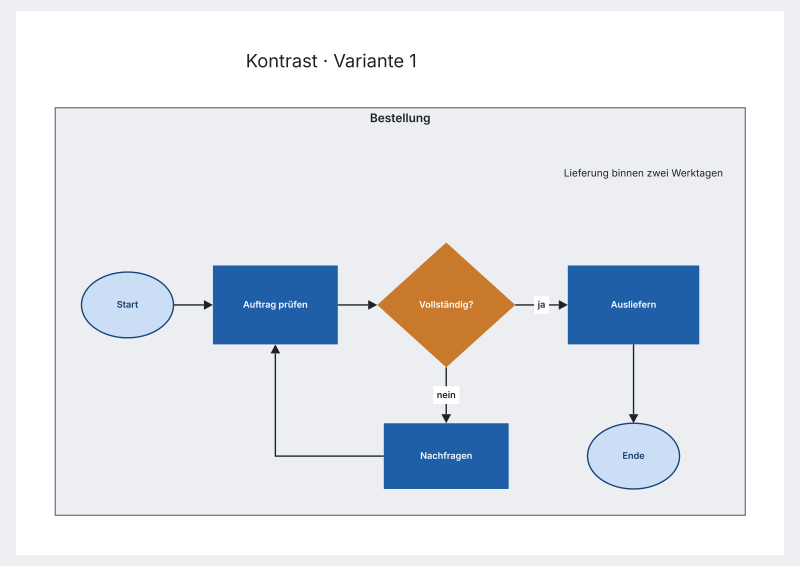 Kontrast · Variante 1
Bestellung
Lieferung binnen zwei Werktagen
Start
Auftrag prüfen
Vollständig?
ja
Ausliefern
nein
Nachfragen
Ende